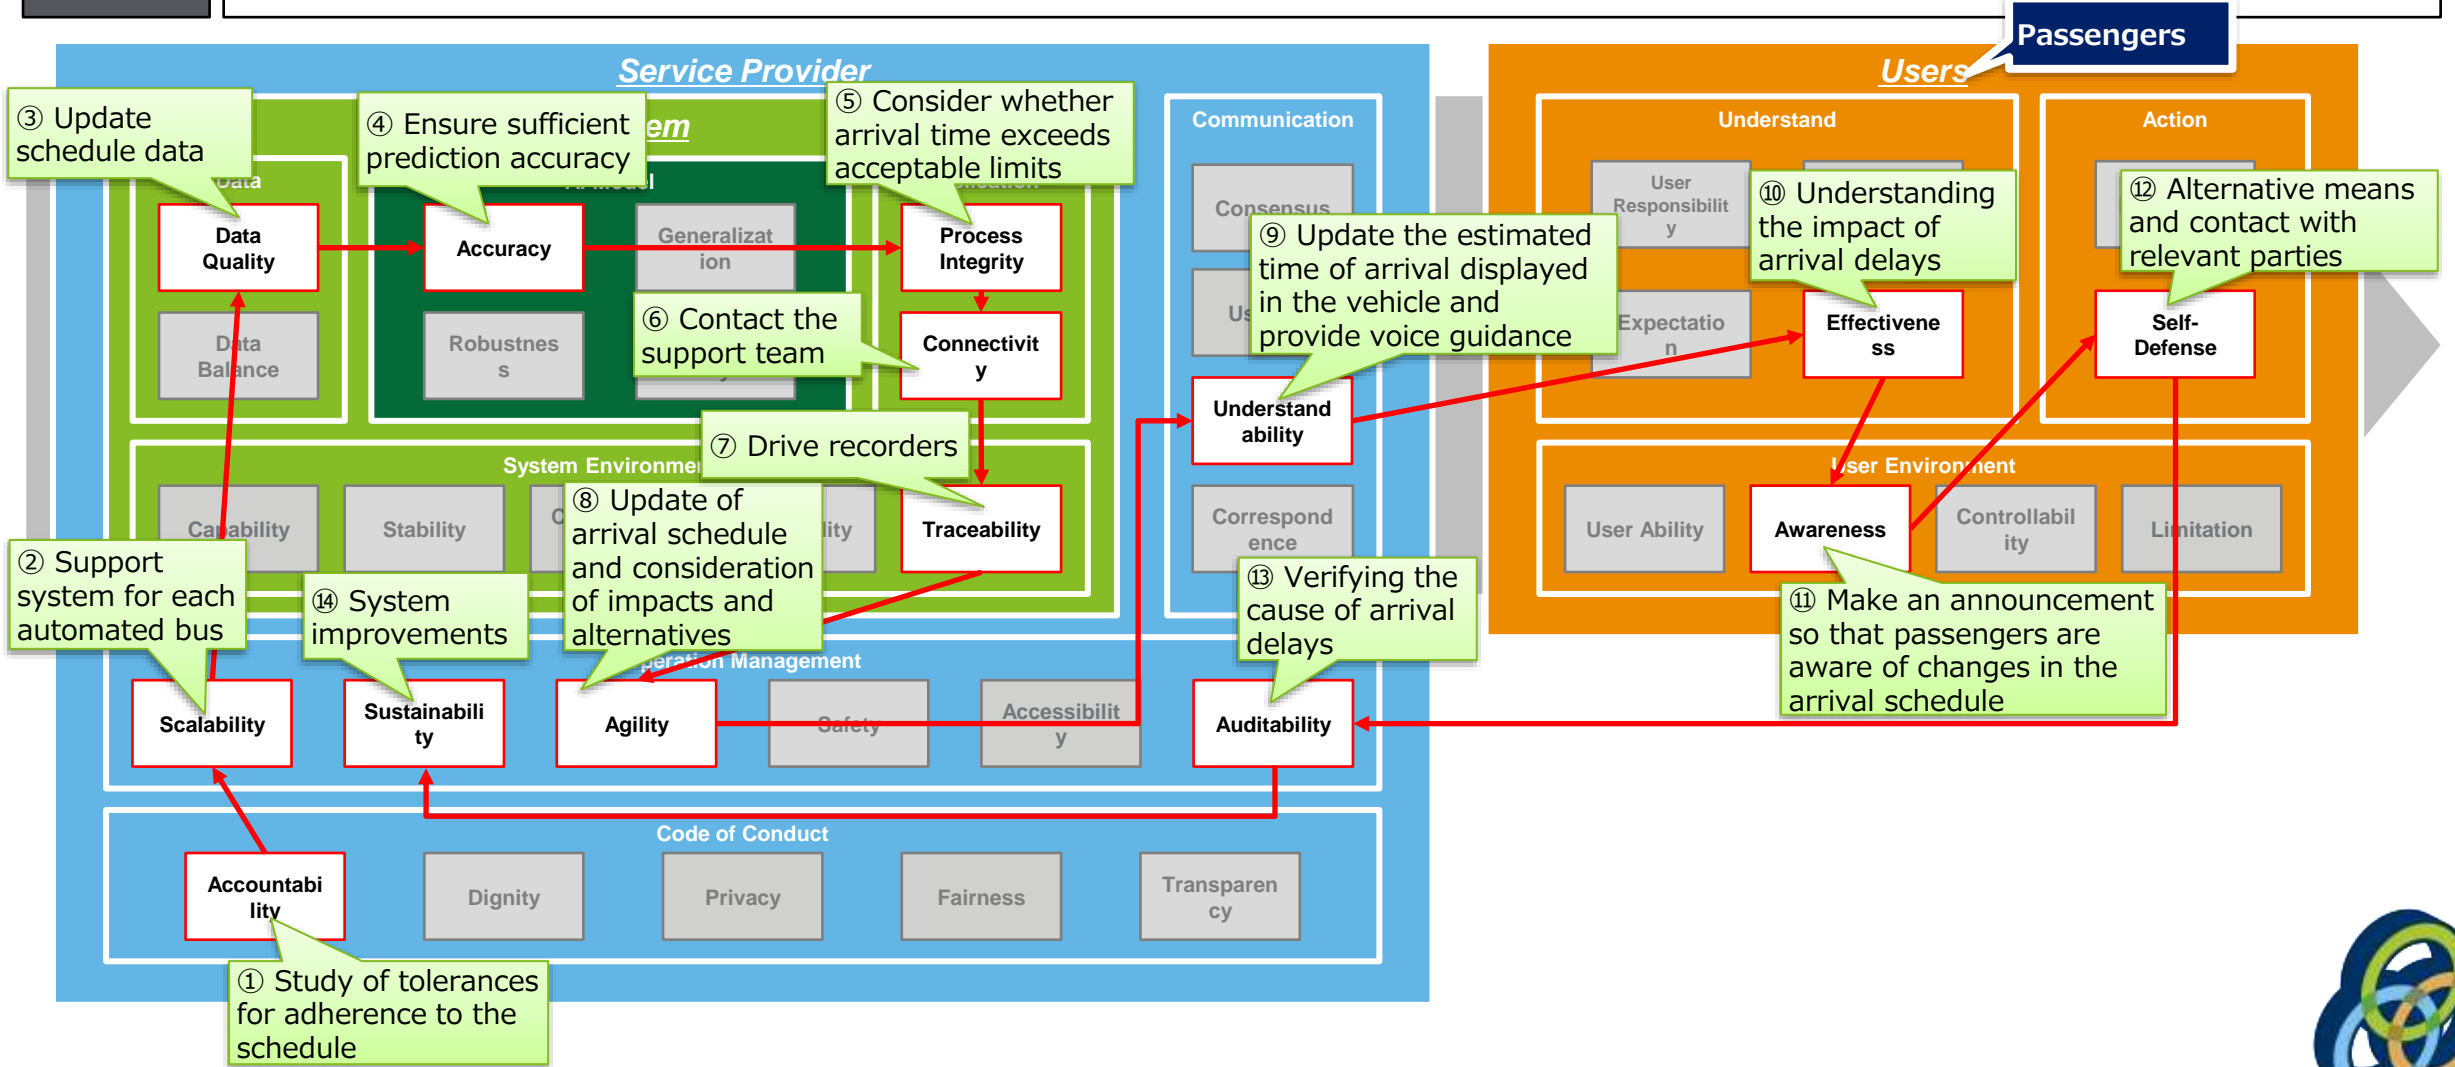 Passengers
Service Provider
Users
③ Update
schedule data
④ Ensure sufficient
prediction accuracy
em
⑤ Consider whether
arrival time exceeds
acceptable limits
Communication
Understand
Action
Data
Data
Quality
Data
Balance
Accuracy
Generalizat
ion
Robustnes
s
Process
Integrity
⑥ Contact the
support team
Connectivit
y
Consensus
⑨ Update the estimated
time of arrival displayed
in the vehicle and
provide voice guidance
Understand
ability
Correspond
ence
User
Responsibilit
y
⑩ Understanding
the impact of
arrival delays
Expectatio
n
Effectivene
ss
⑫ Alternative means
and contact with
relevant parties
Self-
Defense
⑦ Drive recorders
System Environme
Capability
Stability
lity
Traceability
⑧ Update of
arrival schedule
and consideration
of impacts and
alternatives
② Support
system for each
automated bus
⑭ System
improvements
⑬ Verifying the
cause of arrival
delays
User Environment
User Ability
Awareness
Controllabil
ity
Limitation
⑪ Make an announcement
so that passengers are
aware of changes in the
arrival schedule
peration Management
Scalability
Sustainabili
ty
Agility
Safety
Accessibilit
y
Auditability
Code of Conduct
Accountabi
lity
Dignity
Privacy
Fairness
Transparen
cy
① Study of tolerances
for adherence to the
schedule